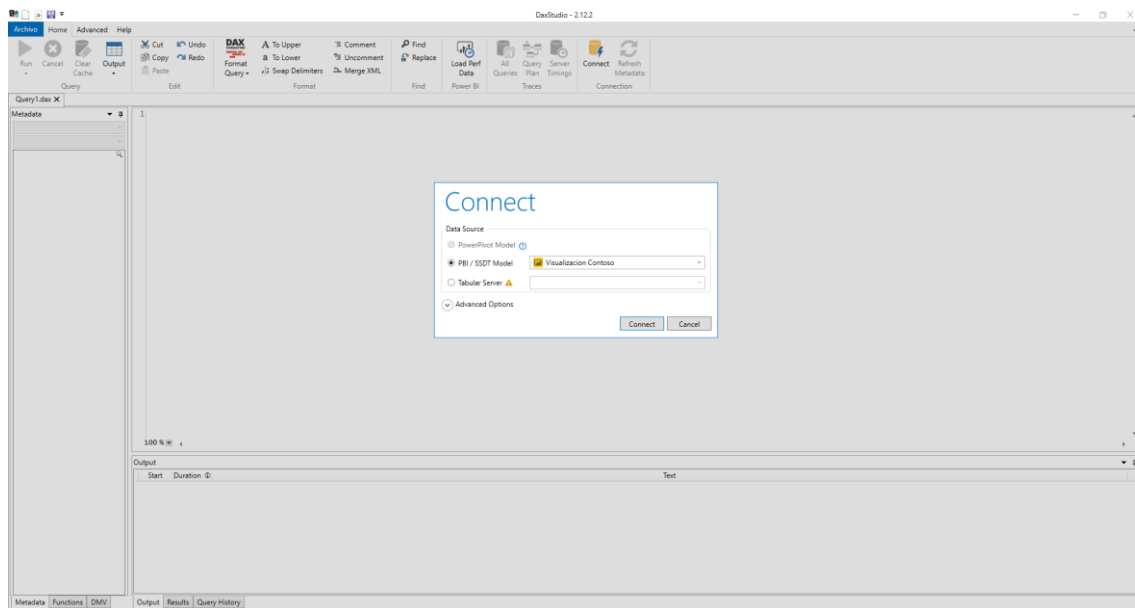 DaxStudio - 2.12.2
Archivo Home Advanced Help
Run Cancel Clear Cache Output
Cut Undo
Copy Redo
Paste
DAX
FORMATTER
Format Query
To Upper Comment
To Lower Uncomment
Swap Delimiters Merge XML
Find
Replace
Load Perf Data
All Queries Query Plan Server Timings
Connect Refresh Metadata
Query Edit Format Find Power BI Traces Connection
Query1.dax
Metadata
1
Connect
Data Source
PowerPivot Model
PBI / SSDT Model Visualizacion Contoso
Tabular Server
Advanced Options
Connect Cancel
100 %
Output
Start Duration Text
Metadata Functions DMV Output Results Query History